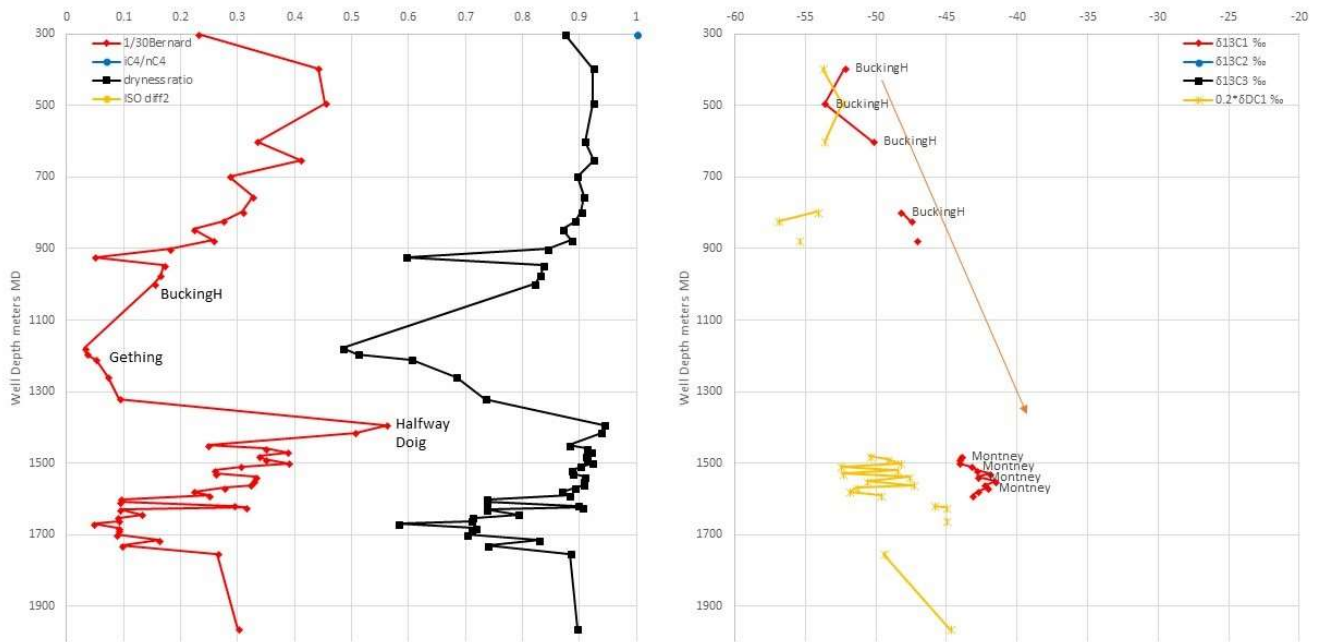 0 0.1 0.2 0.3 0.4 0.5 0.6 0.7 0.8 0.9 1
300
500
700
900
1100
1300
1500
1700
1900
Well Depth meters MD
1/30Bernard
iC4/nC4
dryness ratio
ISO diff2
BuckingH
Gething
Halfway
Doig
-60 -55 -50 -45 -40 -35 -30 -25 -20
300
500
700
900
1100
1300
1500
1700
1900
Well Depth meters MD
δ13C1 ‰
δ13C2 ‰
δ13C3 ‰
0.2*δDC1 ‰
BuckingH
BuckingH
BuckingH
BuckingH
Montney
Montney
Montney
Montney